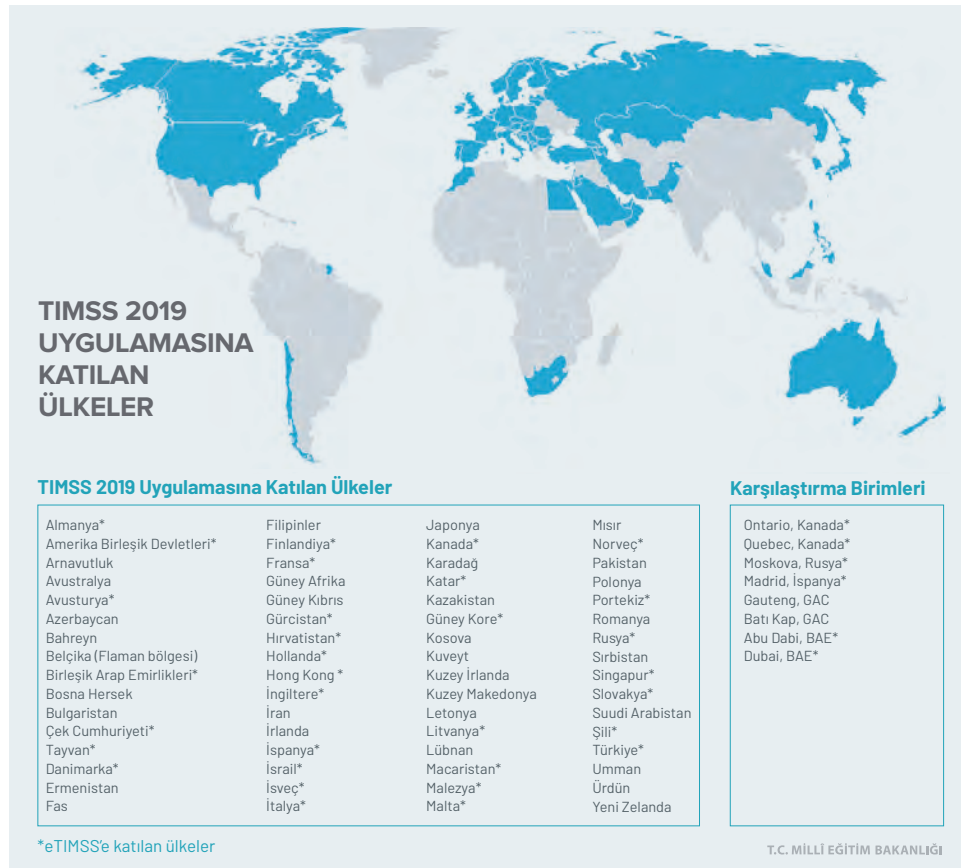 TIMSS 2019
UYGULAMASINA
KATILAN
ÜLKELER
TIMSS 2019 Uygulamasına Katılan Ülkeler
Almanya*
Amerika Birleşik Devletleri*
Arnavutluk
Avustralya
Avusturya*
Azerbaycan
Bahreyn
Belçika (Flaman bölgesi)
Birleşik Arap Emirlikleri*
Bosna Hersek
Bulgaristan
Çek Cumhuriyeti*
Tayvan*
Danimarka*
Ermenistan
Fas
Filipinler
Finlandiya*
Fransa*
Güney Afrika
Güney Kıbrıs
Gürcistan*
Hırvatistan*
Hollanda*
Hong Kong *
İngiltere*
İran
İrlanda
İspanya*
İsrail*
İsveç*
İtalya*
Japonya
Kanada*
Karadağ
Katar*
Kazakistan
Güney Kore*
Kosova
Kuveyt
Kuzey İrlanda
Kuzey Makedonya
Letonya
Litvanya*
Lübnan
Macaristan*
Malezya*
Malta*
Mısır
Norveç*
Pakistan
Polonya
Portekiz*
Romanya
Rusya*
Sırbistan
Singapur*
Slovakya*
Suudi Arabistan
Şili*
Türkiye*
Umman
Ürdün
Yeni Zelanda
Karşılaştırma Birimleri
Ontario, Kanada*
Quebec, Kanada*
Moskova, Rusya*
Madrid, İspanya*
Gauteng, GAC
Batı Kap, GAC
Abu Dabi, BAE*
Dubai, BAE*
*eTIMSS'e katılan ülkeler
T.C. MİLLÎ EĞİTİM BAKANLIĞI